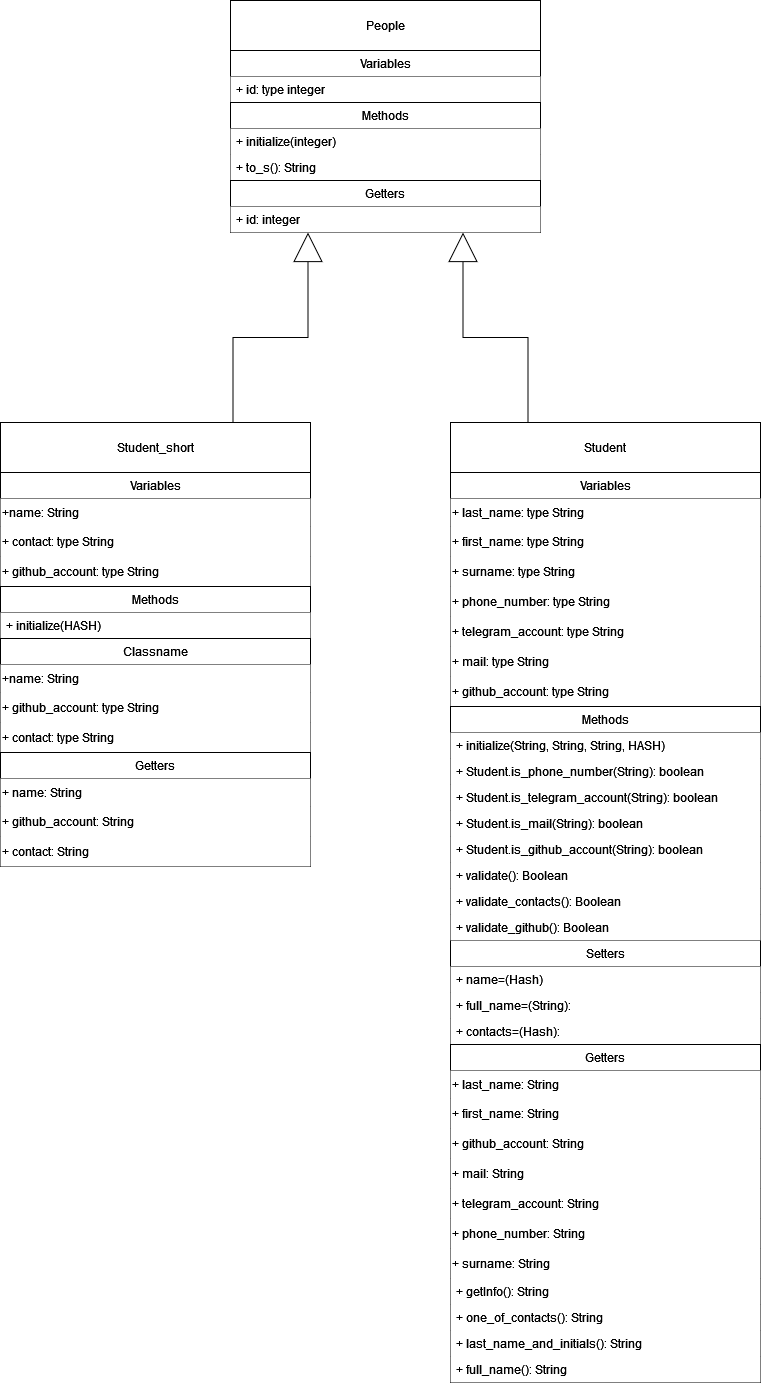 People
Variables
+ id: type integer
Methods
+ initialize(integer)
+ to_s(): String
Getters
+ id: integer
Student_short
Variables
+name: String
+ contact: type String
+ github_account: type String
Methods
+ initialize(HASH)
Classname
+name: String
+ github_account: type String
+ contact: type String
Getters
+ name: String
+ github_account: String
+ contact: String
Student
Variables
+ last_name: type String
+ first_name: type String
+ surname: type String
+ phone_number: type String
+ telegram_account: type String
+ mail: type String
+ github_account: type String
Methods
+ initialize(String, String, String, HASH)
+ Student.is_phone_number(String): boolean
+ Student.is_telegram_account(String): boolean
+ Student.is_mail(String): boolean
+ Student.is_github_account(String): boolean
+ validate(): Boolean
+ validate_contacts(): Boolean
+ validate_github(): Boolean
Setters
+ name=(Hash)
+ full_name=(String):
+ contacts=(Hash):
Getters
+ last_name: String
+ first_name: String
+ github_account: String
+ mail: String
+ telegram_account: String
+ phone_number: String
+ surname: String
+ getInfo(): String
+ one_of_contacts(): String
+ last_name_and_initials(): String
+ full_name(): String